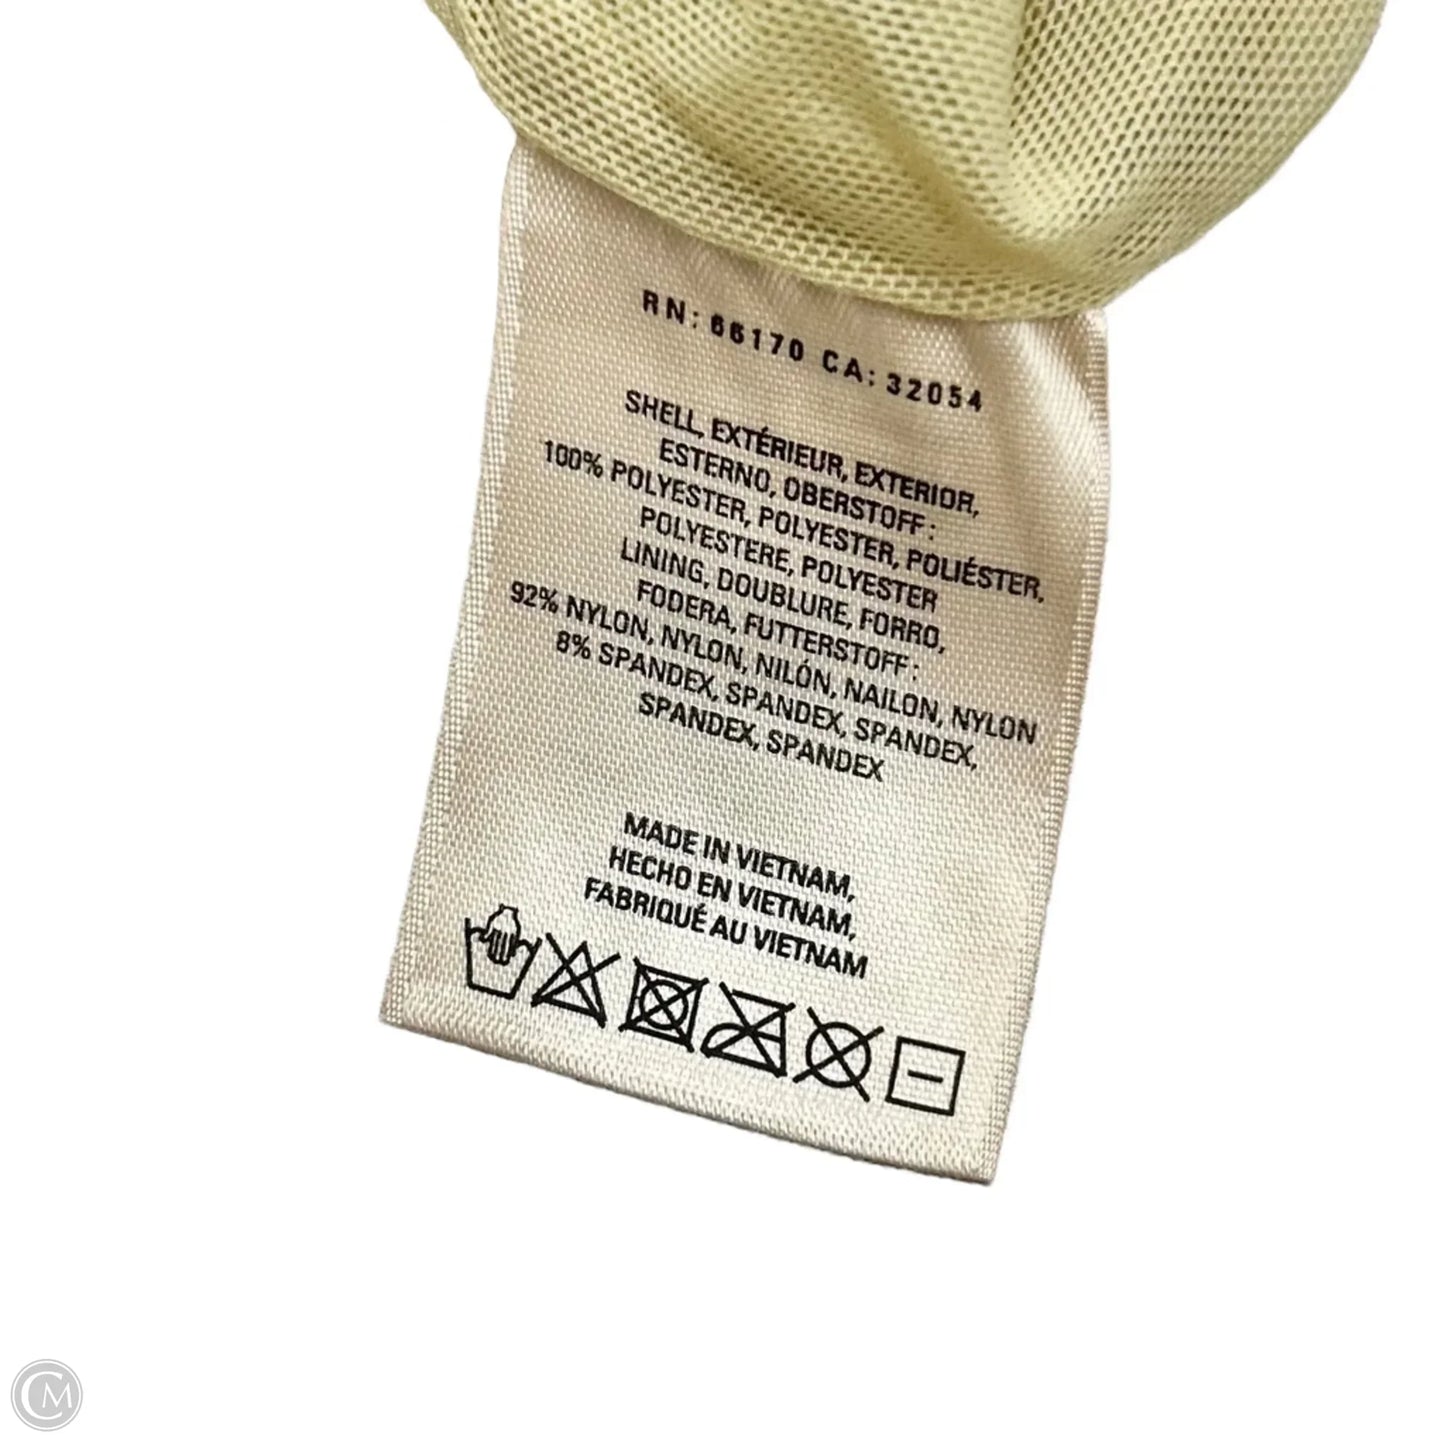 RN: 66170 CA: 32054
SHELL, EXTÉRIEUR, EXTERIOR,
ESTERNO, OBERSTOFF:
100% POLYESTER, POLYESTER, POLIÉSTER,
POLYESTERE, POLYESTER
LINING, DOUBLURE, FORRO,
FODERA, FUTTERSTOFF:
92% NYLON, NYLON, NILÓN, NAILON, NYLON
8% SPANDEX, SPANDEX, SPANDEX,
SPANDEX, SPANDEX
MADE IN VIETNAM,
HECHO EN VIETNAM,
FABRIQUÉ AU VIETNAM
CM